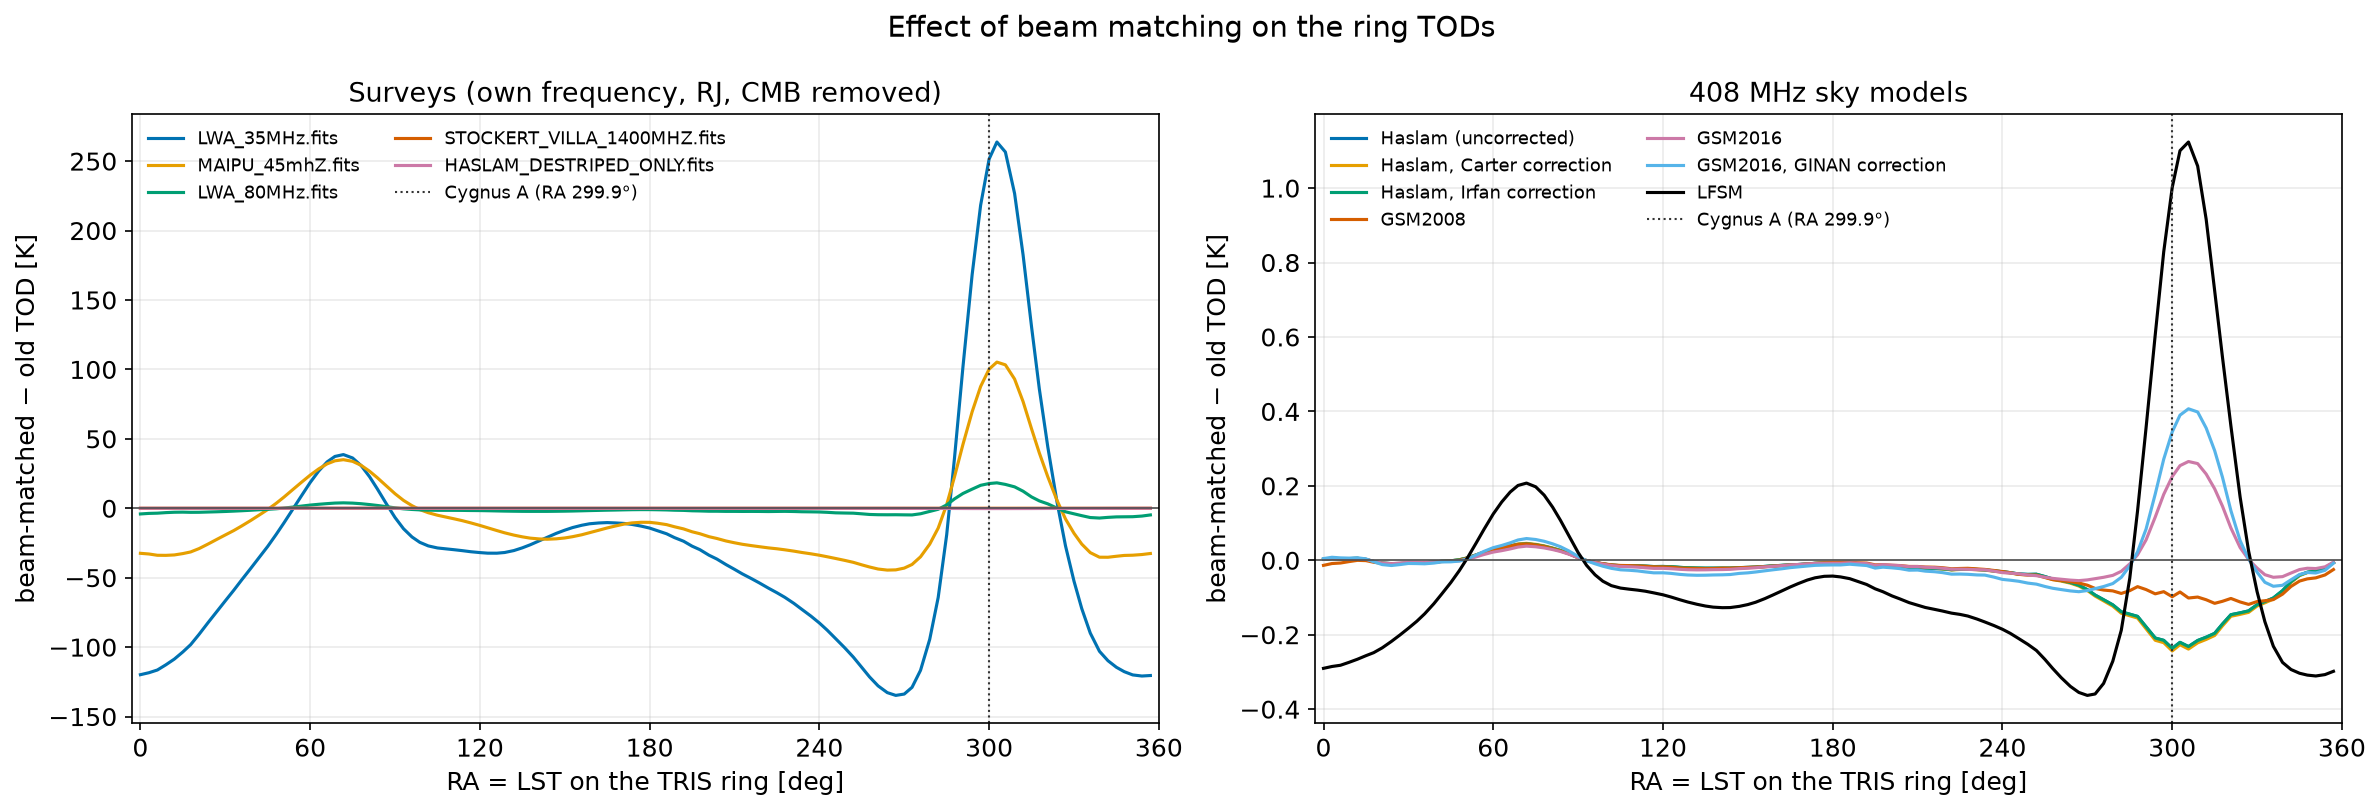 Effect of beam matching on the ring TODs
Surveys (own frequency, RJ, CMB removed)
beam-matched − old TOD [K]
250
200
150
100
50
0
−50
−100
−150
LWA_35MHz.fits
MAIPU_45mhZ.fits
LWA_80MHz.fits
STOCKERT_VILLA_1400MHZ.fits
HASLAM_DESTRIPED_ONLY.fits
Cygnus A (RA 299.9°)
0 60 120 180 240 300 360
RA = LST on the TRIS ring [deg]
408 MHz sky models
beam-matched − old TOD [K]
1.0
0.8
0.6
0.4
0.2
0.0
−0.2
−0.4
Haslam (uncorrected)
Haslam, Carter correction
Haslam, Irfan correction
GSM2008
GSM2016
GSM2016, GINAN correction
LFSM
Cygnus A (RA 299.9°)
0 60 120 180 240 300 360
RA = LST on the TRIS ring [deg]